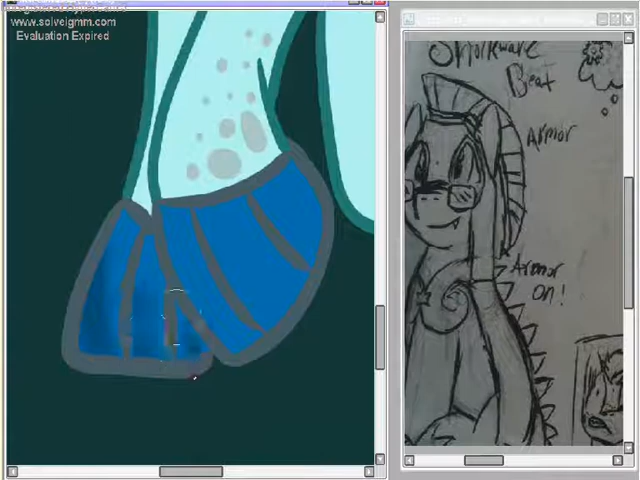 www.solveigmm.com
Evaluation Expired
Beat
Armor
Armor
On!